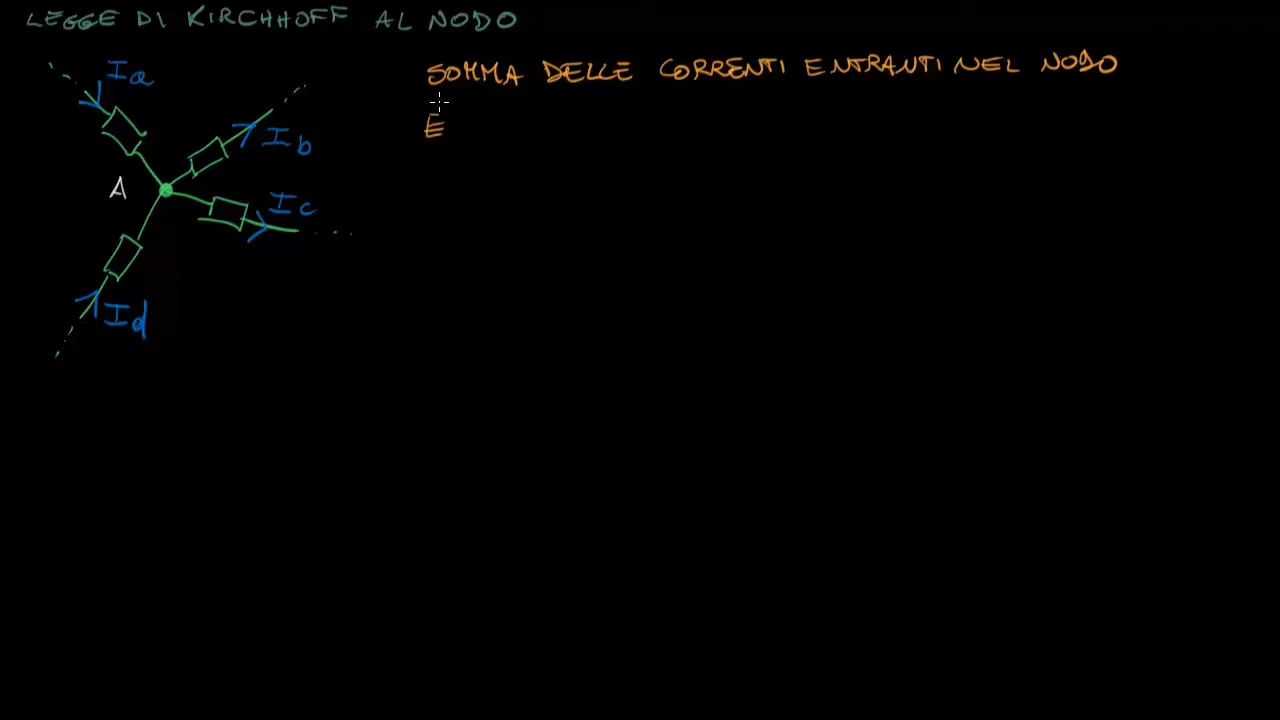 LEGGE DI KIRCHHOFF AL NODO
SOMMA DELLE CORRENTI ENTRANTI NEL NODO
E
Ia
Ib
A
Ic
Id